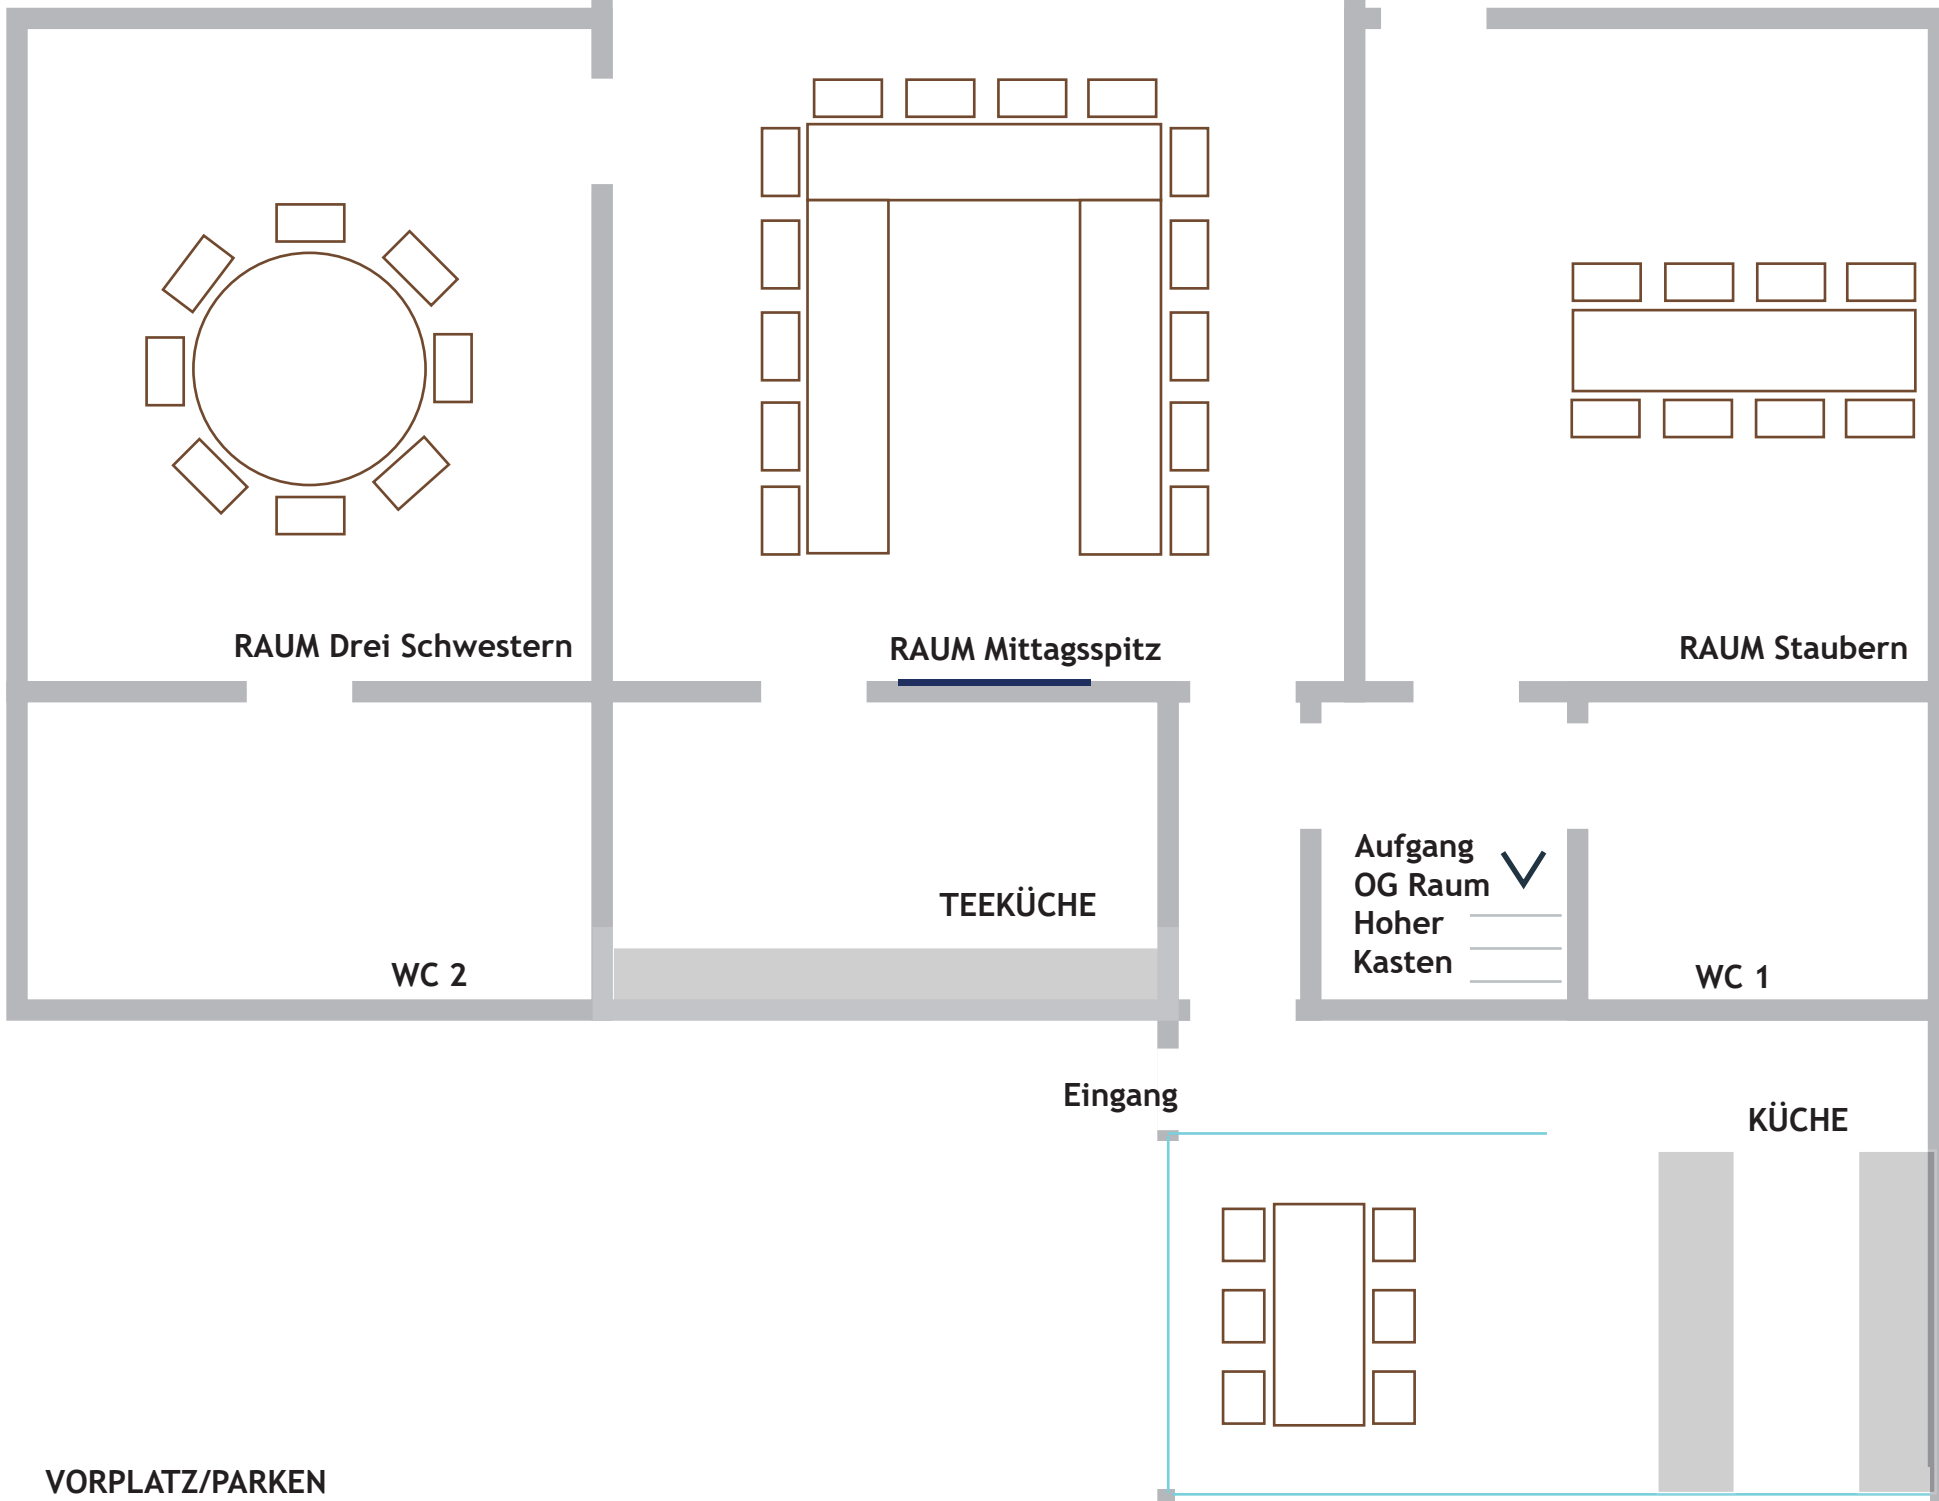 RAUM Drei Schwestern
RAUM Mittagsspitz
RAUM Staubern
Aufgang
OG Raum
Hoher
Kasten
TEEKÜCHE
WC 2
WC 1
Eingang
KÜCHE
VORPLATZ/PARKEN